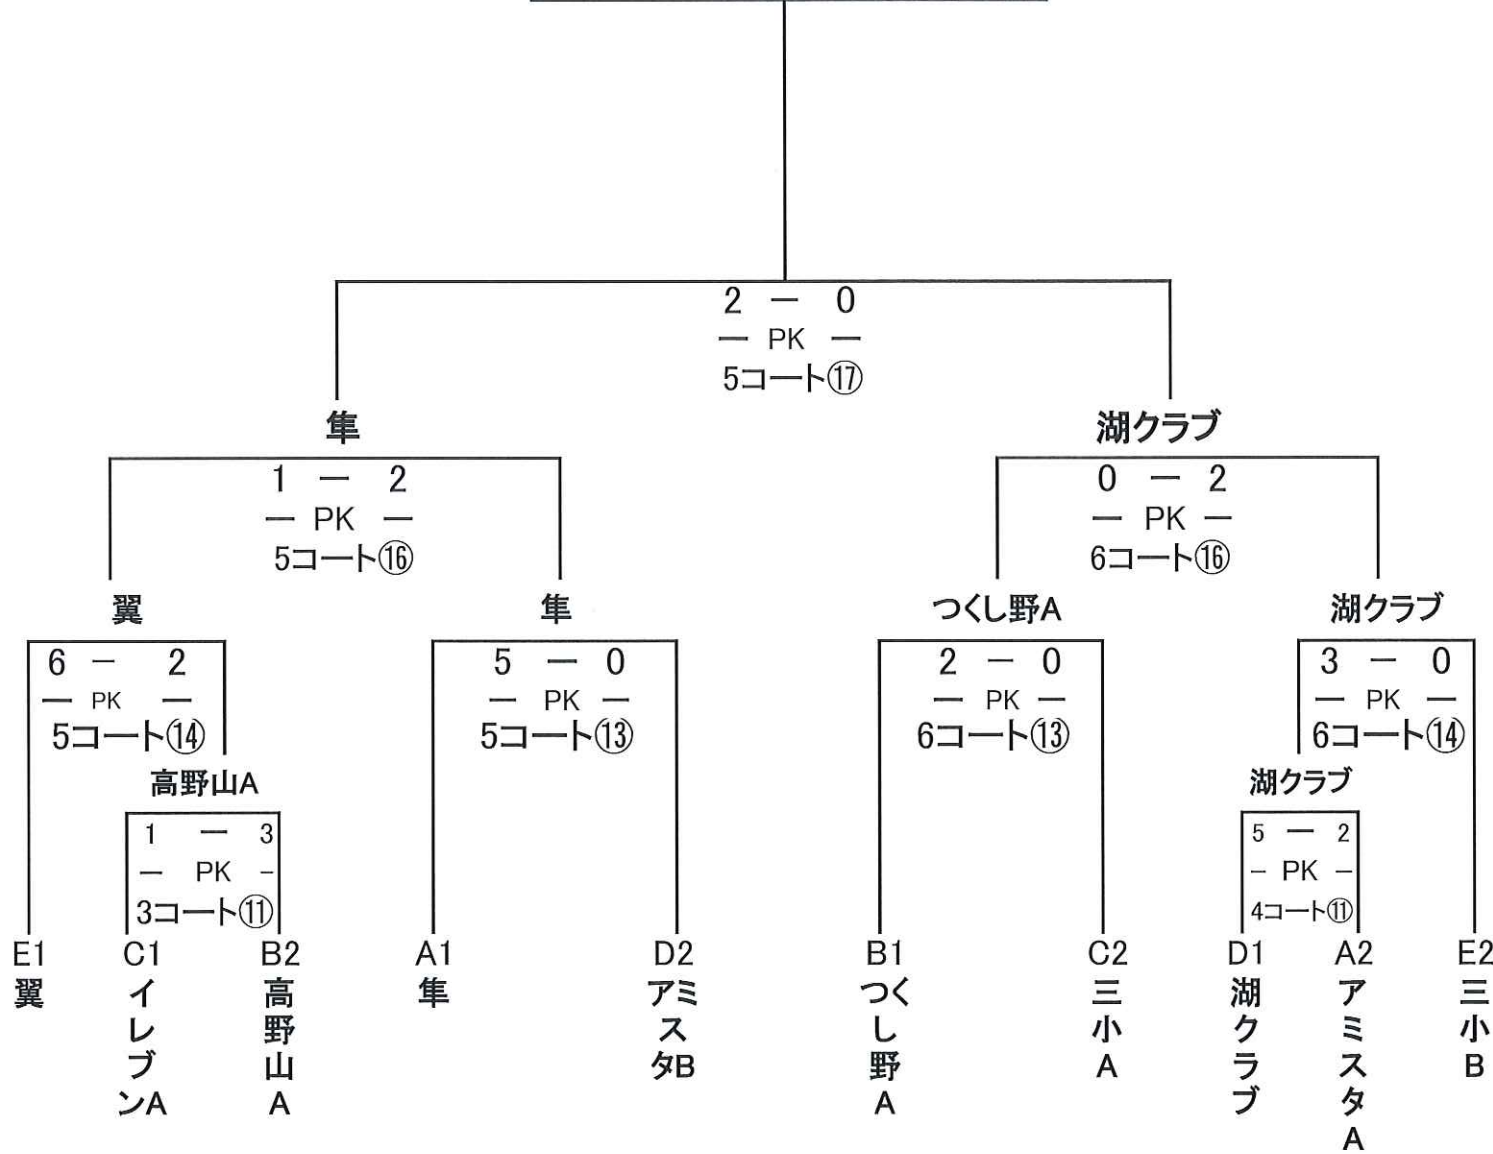 2 ー 0
ー PK ー
5コート⑰
隼
湖クラブ
1 ー 2
ー PK ー
5コート⑯
0 ー 2
ー PK ー
6コート⑯
翼
隼
つくし野A
湖クラブ
6 ー 2
ー PK ー
5コート⑭
5 ー 0
ー PK ー
5コート⑬
2 ー 0
ー PK ー
6コート⑬
3 ー 0
ー PK ー
6コート⑭
高野山A
湖クラブ
1 ー 3
ー PK ー
3コート⑪
5 ー 2
ー PK ー
4コート⑪
E1
翼
C1
イレブンA
B2
高野山A
A1
隼
D2
アミスタB
B1
つくし野A
C2
三小A
D1
湖クラブ
A2
アミスタA
E2
三小B